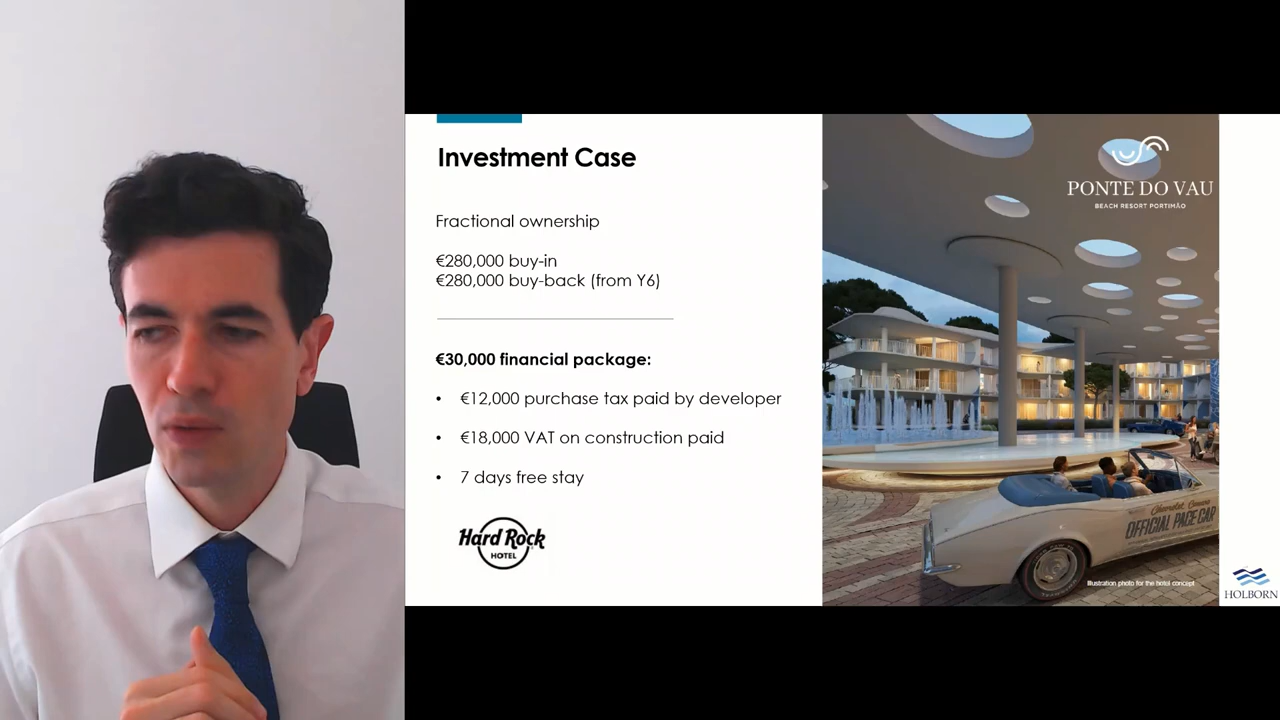 Investment Case
Fractional ownership
€280,000 buy-in
€280,000 buy-back (from Y6)
€30,000 financial package:
• €12,000 purchase tax paid by developer
• €18,000 VAT on construction paid
• 7 days free stay
Hard Rock
HOTEL
PONTE DO VAU
BEACH RESORT PORTIMÃO
Chevrolet Camaro
OFFICIAL PACE CAR
Illustration photo for the hotel concept
HOLBORN